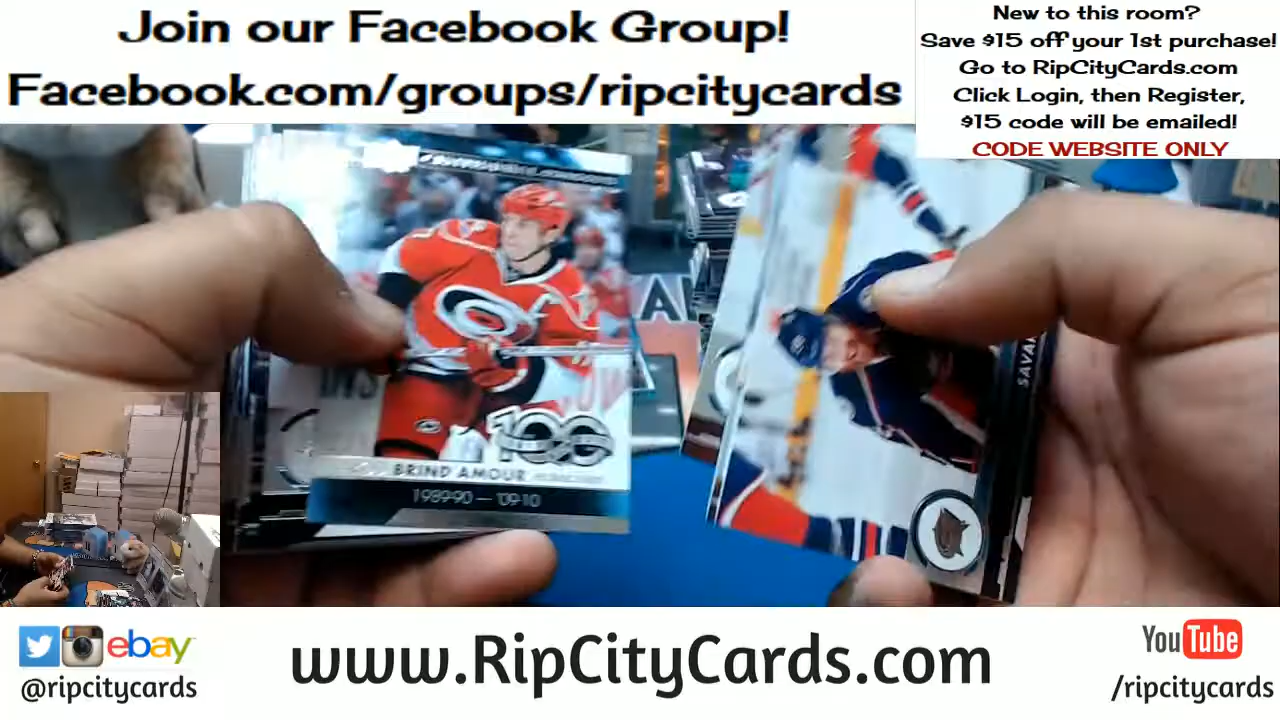 Join our Facebook Group!
Facebook.com/groups/ripcitycards
New to this room?
Save $15 off your 1st purchase!
Go to RipCityCards.com
Click Login, then Register,
$15 code will be emailed!
CODE WEBSITE ONLY
BRIND AMOUR
1989-90 — 09-10
100
ebay
@ripcitycards
www.RipCityCards.com
YouTube
/ripcitycards